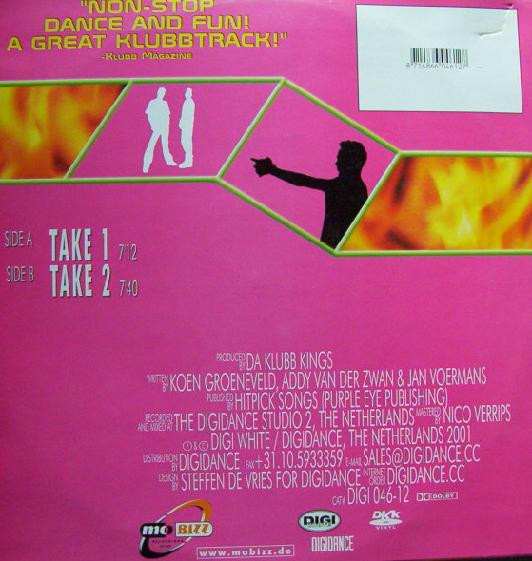 "NON-STOP
DANCE AND FUN!
A GREAT KLUBBTRACK!"
-KLUBB MAGAZINE
SIDE A TAKE 1 7'12
SIDE B TAKE 2 7'40
PRODUCED BY DA KLUBB KINGS
WRITTEN BY KOEN GROENEVELD, ADDY VAN DER ZWAN & JAN VOERMANS
PUBLISHED BY HITPICK SONGS (PURPLE EYE PUBLISHING)
RECORDED AND MIXED AT THE DIGIDANCE STUDIO 2, THE NETHERLANDS MASTERED BY NICO VERRIPS
Ⓟ & © DIGI WHITE / DIGIDANCE, THE NETHERLANDS 2001
DISTRIBUTION BY DIGIDANCE FAX +31.10.5933359 E-MAIL SALES@DIGIDANCE.CC
DESIGN BY STEFFEN DE VRIES FOR DIGIDANCE INTERNET ORDER DIGIDANCE.CC
CAT# DIGI 046-12 DOLBY
mo BIZZ
www.mobizz.de
DIGI
DIGIDANCE
DKK
VINYL